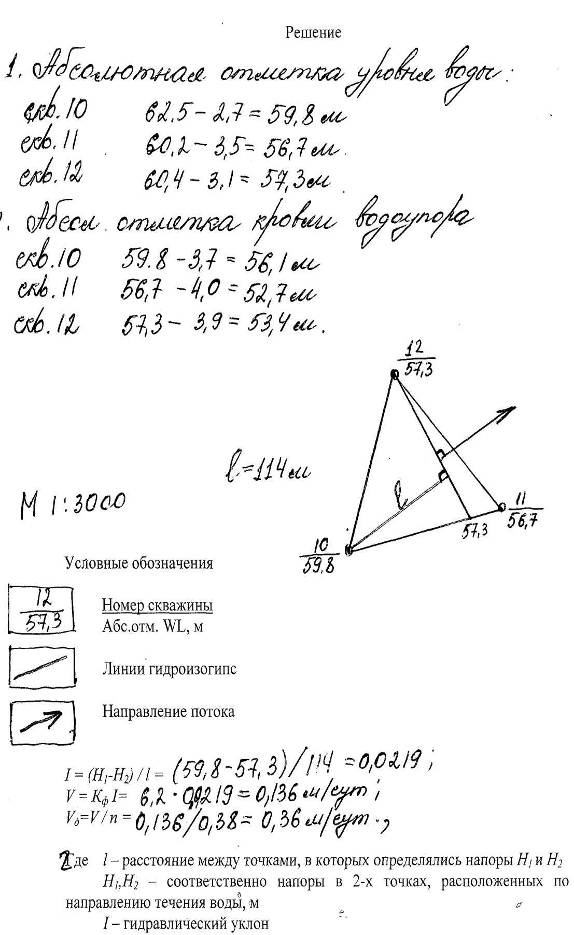 Решение
1. Абсолютная отметка уровня воды:
скв. 10 62,5 – 2,7 = 59,8 м
скв. 11 60,2 – 3,5 = 56,7 м.
скв. 12 60,4 – 3,1 = 57,3 м.
. Абсол. отметка кровли водоупора
скв. 10 59.8 – 3,7 = 56,1 м
скв. 11 56,7 – 4,0 = 52,7 м
скв. 12 57,3 – 3,9 = 53,4 м.
12
57,3
l = 114 м
l
М 1:3000
11
56,7
57,3
10
59,8
Условные обозначения
12
57,3
Номер скважины
Абс.отм. WL, м
Линии гидроизогипс
Направление потока
I = (H1-H2) / l = (59,8-57,3)/114 = 0,0219;
V = Kф I= 6,2 · 0,0219 = 0,136 м/сут;
Vд=V/n = 0,136/0,38 = 0,36 м/сут.,
Где l – расстояние между точками, в которых определялись напоры H1 и H2
H1,H2 – соответственно напоры в 2-х точках, расположенных по
направлению течения воды, м
I – гидравлический уклон